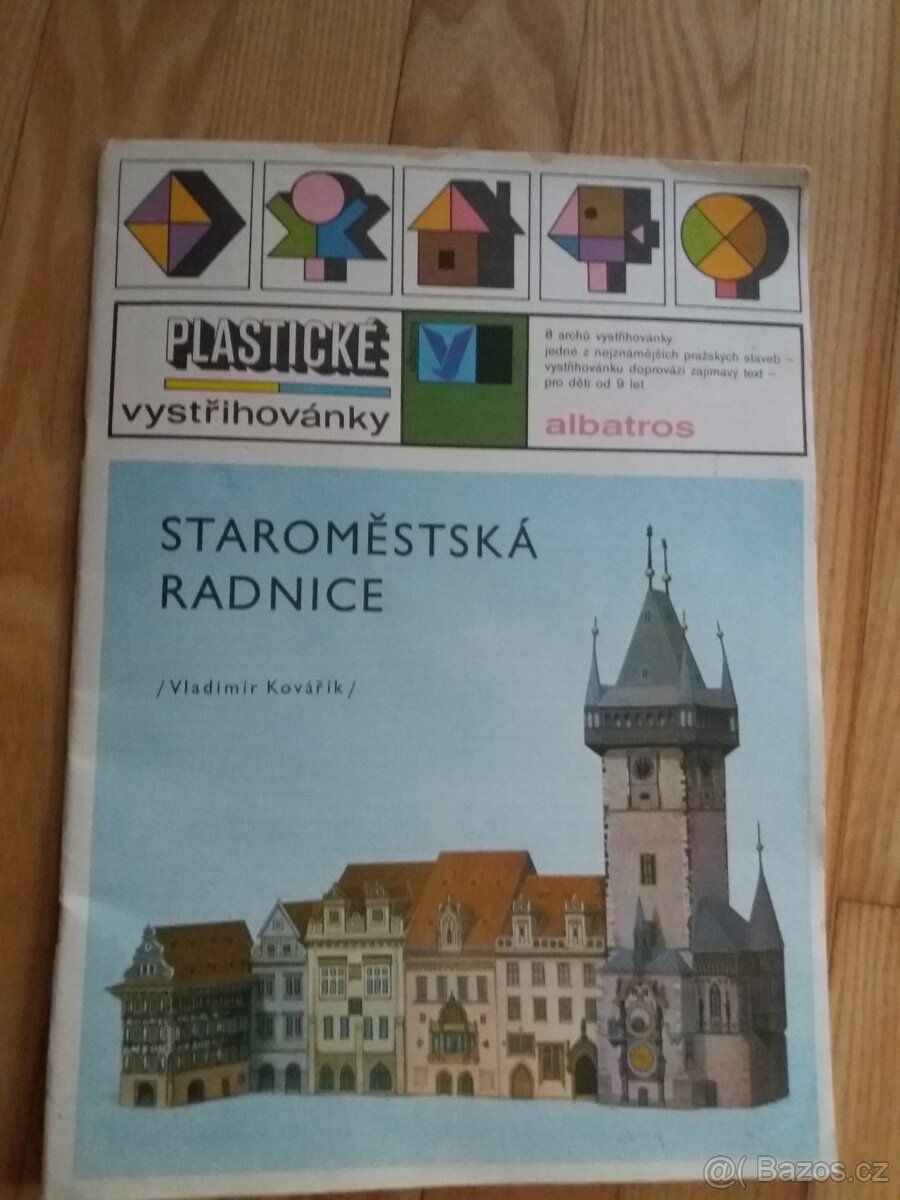 PLASTICKÉ
vystřihovánky
8 archů vystřihovánky
jedné z nejznámějších pražských staveb –
vystřihovánku doprovází zajímavý text –
pro děti od 9 let
albatros
STAROMĚSTSKÁ
RADNICE
/Vladimír Kovářík/
@( Bazos.cz